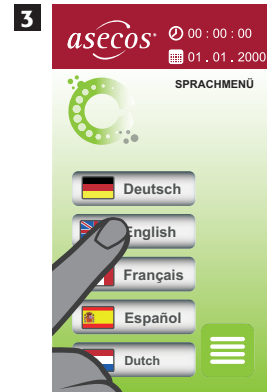 3
asecos
00 : 00 : 00
01 . 01 . 2000
SPRACHMENÜ
Deutsch
English
Français
Español
Dutch